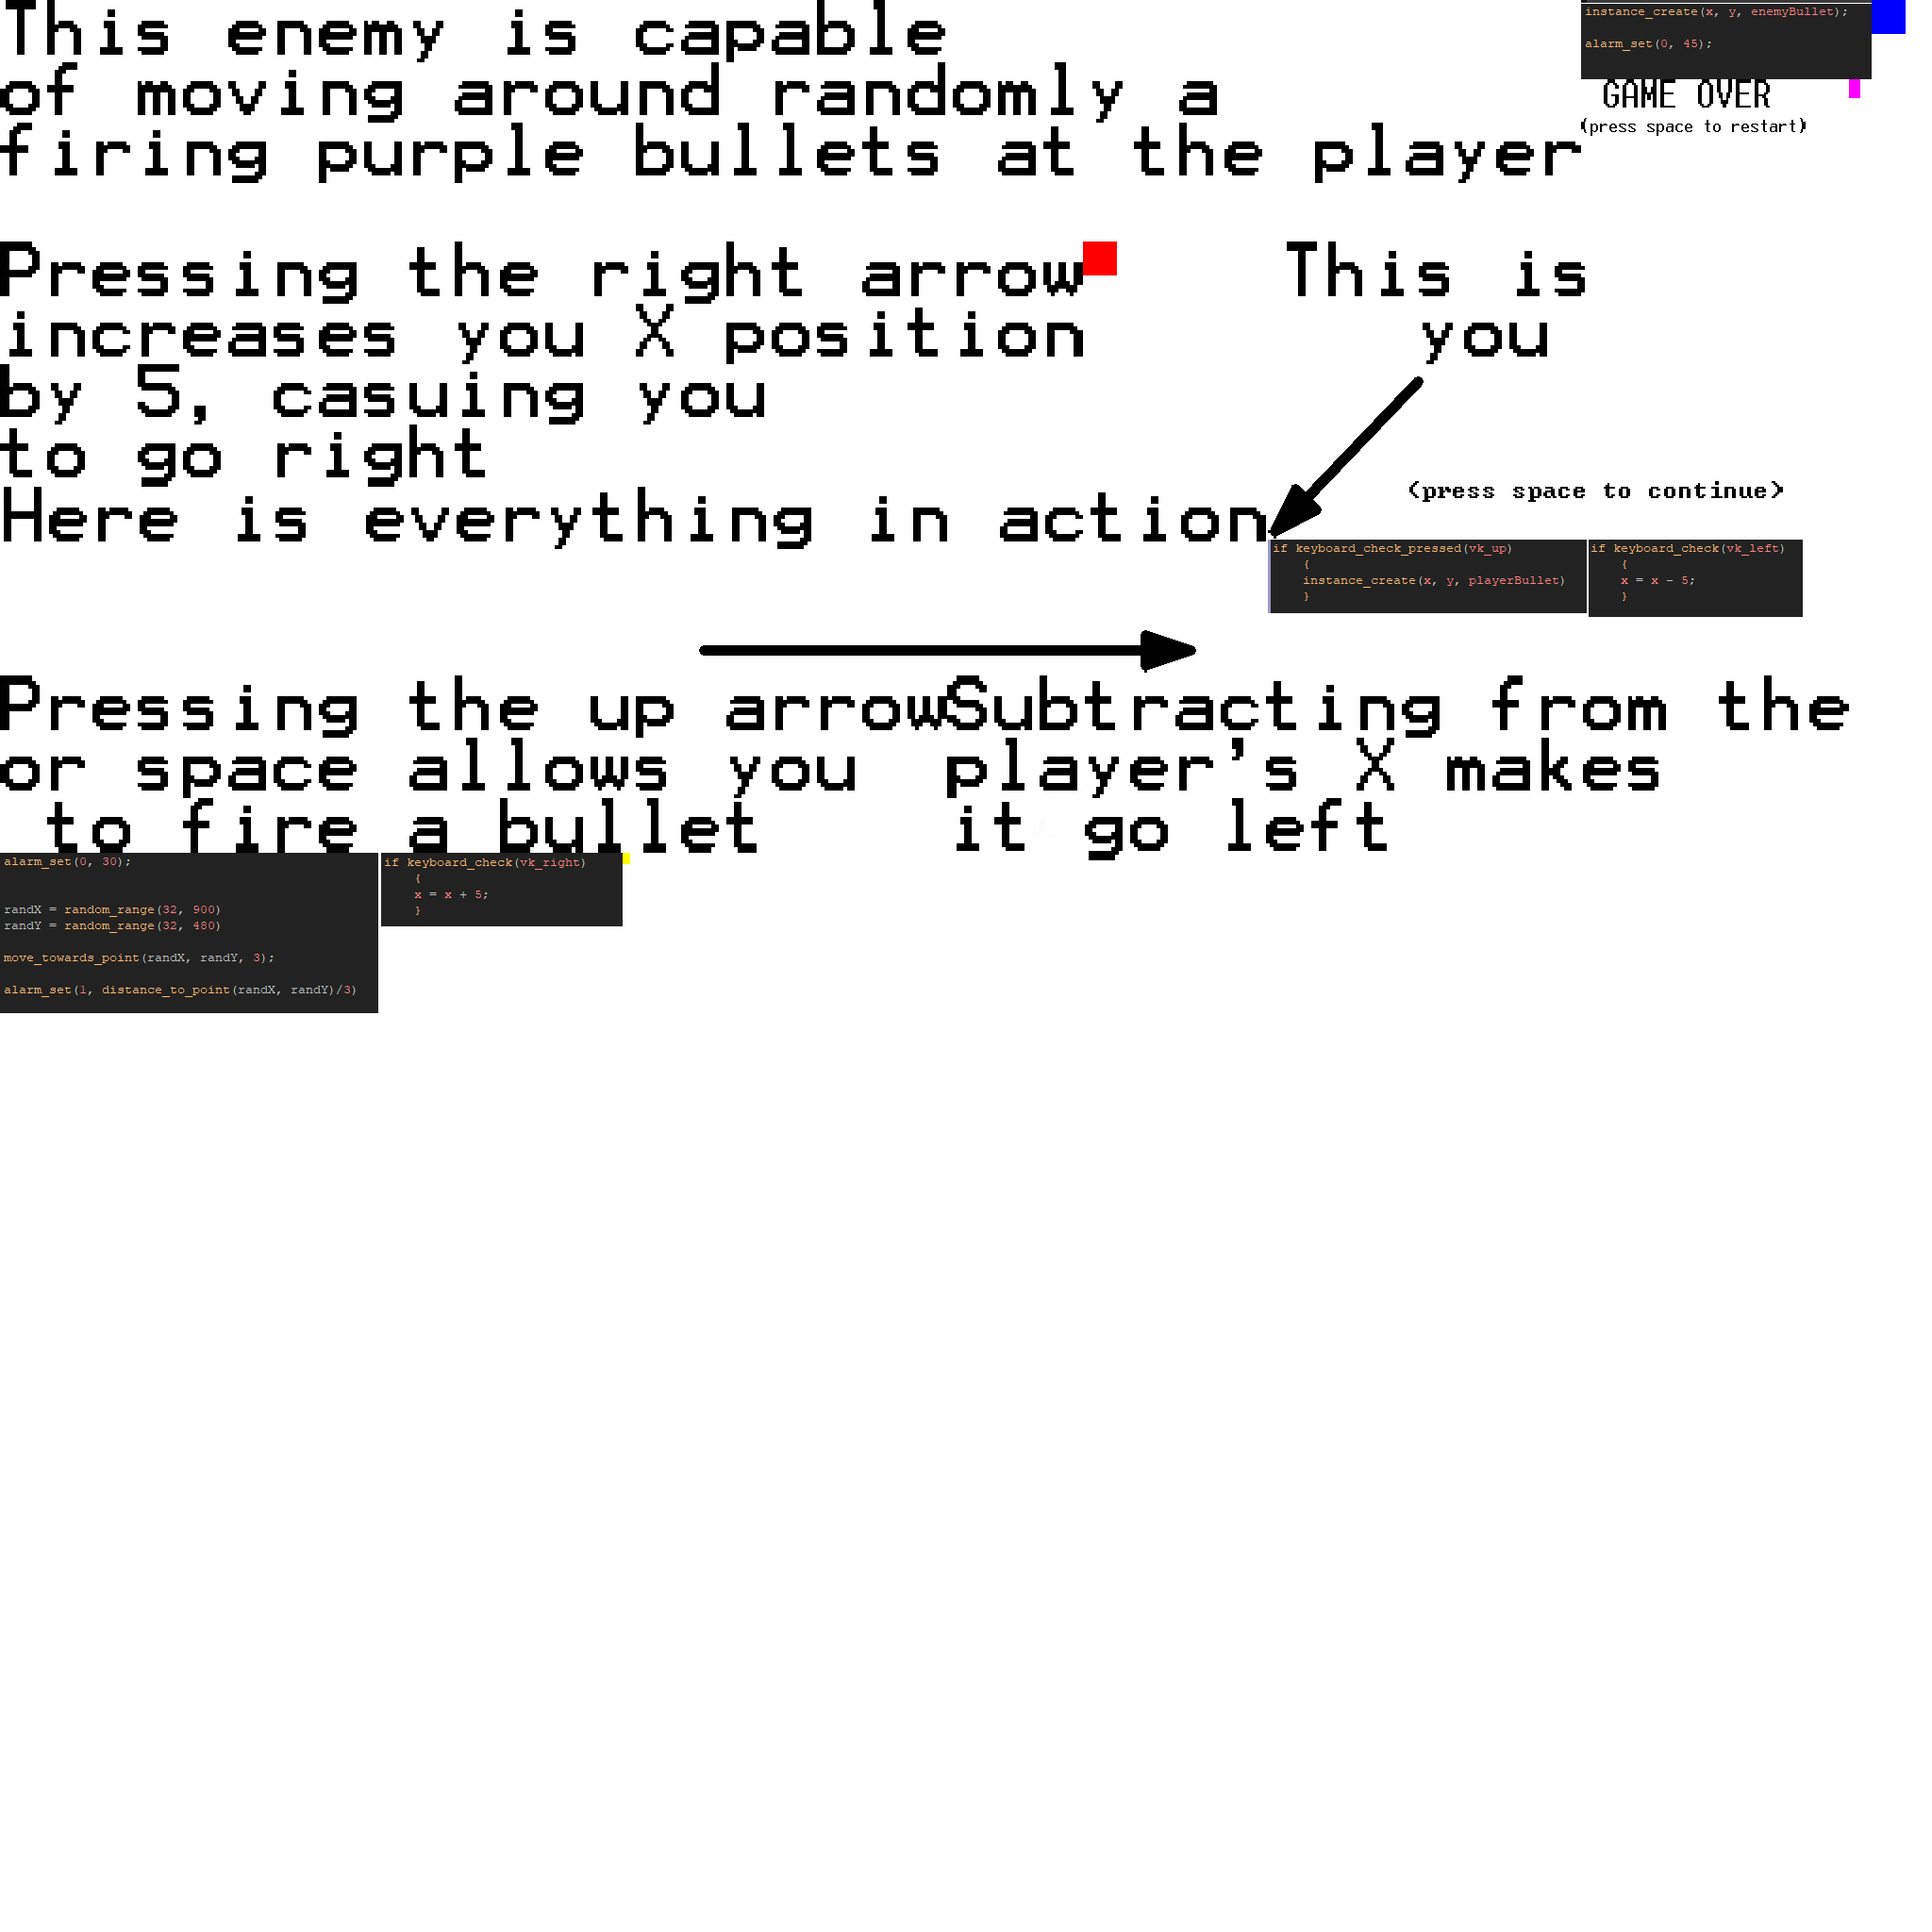 This enemy is capable
of moving around randomly a
firing purple bullets at the player
instance_create(x, y, enemyBullet);
alarm_set(0, 45);
GAME OVER
(press space to restart)
Pressing the right arrow
increases you X position
by 5, casuing you
to go right
This is
you
(press space to continue)
Here is everything in action
if keyboard_check_pressed(vk_up)
{
instance_create(x, y, playerBullet)
}
if keyboard_check(vk_left)
{
x = x - 5;
}
Pressing the up arrow
or space allows you
to fire a bullet
Subtracting from the
player's X makes
it go left
alarm_set(0, 30);
randX = random_range(32, 900)
randY = random_range(32, 480)
move_towards_point(randX, randY, 3);
alarm_set(1, distance_to_point(randX, randY)/3)
if keyboard_check(vk_right)
{
x = x + 5;
}